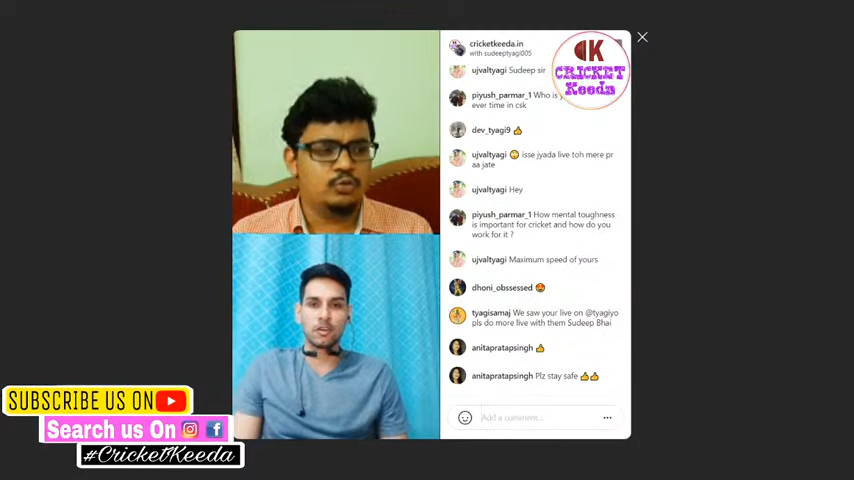 cricketkeeda.in
with sudeeptyagi005
CK
CRICKET
Keeda
ujvaltyagi Sudeep sir
piyush_parmar_1 Who is
ever time in csk
dev_tyagi9 👍
ujvaltyagi 🙄 isse jyada live toh mere pr
aa jate
ujvaltyagi Hey
piyush_parmar_1 How mental toughness
is important for cricket and how do you
work for it ?
ujvaltyagi Maximum speed of yours
dhoni_obssessed 😍
tyagisamaj We saw your live on @tyagiyo
pls do more live with them Sudeep Bhai
anitapratapsingh 👍
anitapratapsingh Plz stay safe 👍👍
Add a comment...
SUBSCRIBE US ON
Search us On
#CricketKeeda